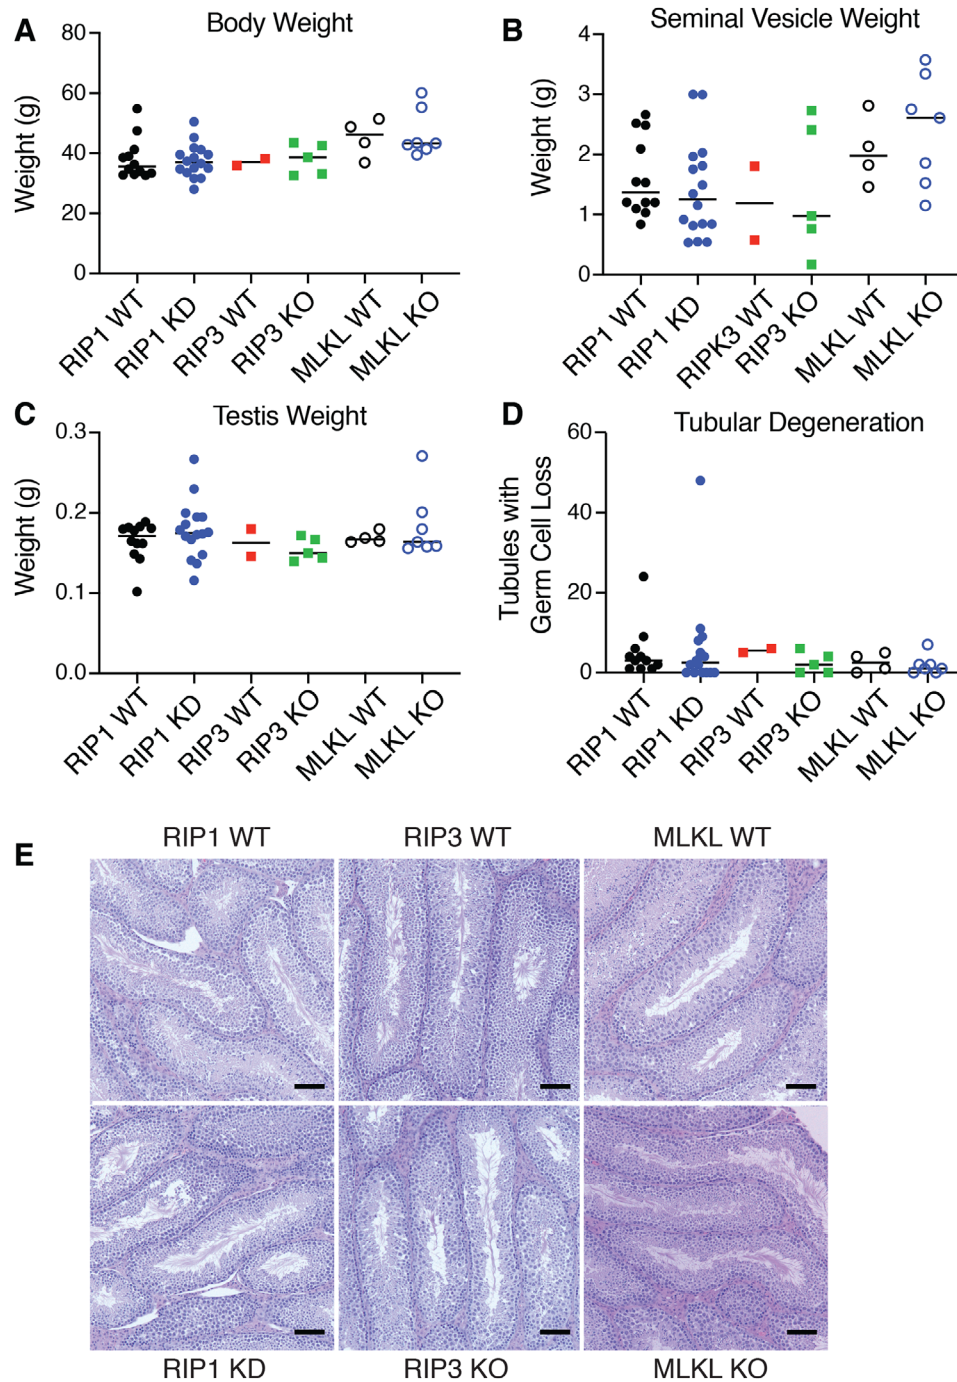 A
Body Weight
Weight (g)
80
60
40
20
0
RIP1 WT
RIP1 KD
RIP3 WT
RIP3 KO
MLKL WT
MLKL KO
B
Seminal Vesicle Weight
Weight (g)
4
3
2
1
0
RIP1 WT
RIP1 KD
RIPK3 WT
RIP3 KO
MLKL WT
MLKL KO
C
Testis Weight
Weight (g)
0.3
0.2
0.1
0.0
RIP1 WT
RIP1 KD
RIP3 WT
RIP3 KO
MLKL WT
MLKL KO
D
Tubular Degeneration
Tubules with
Germ Cell Loss
60
40
20
0
RIP1 WT
RIP1 KD
RIP3 WT
RIP3 KO
MLKL WT
MLKL KO
E
RIP1 WT
RIP3 WT
MLKL WT
RIP1 KD
RIP3 KO
MLKL KO